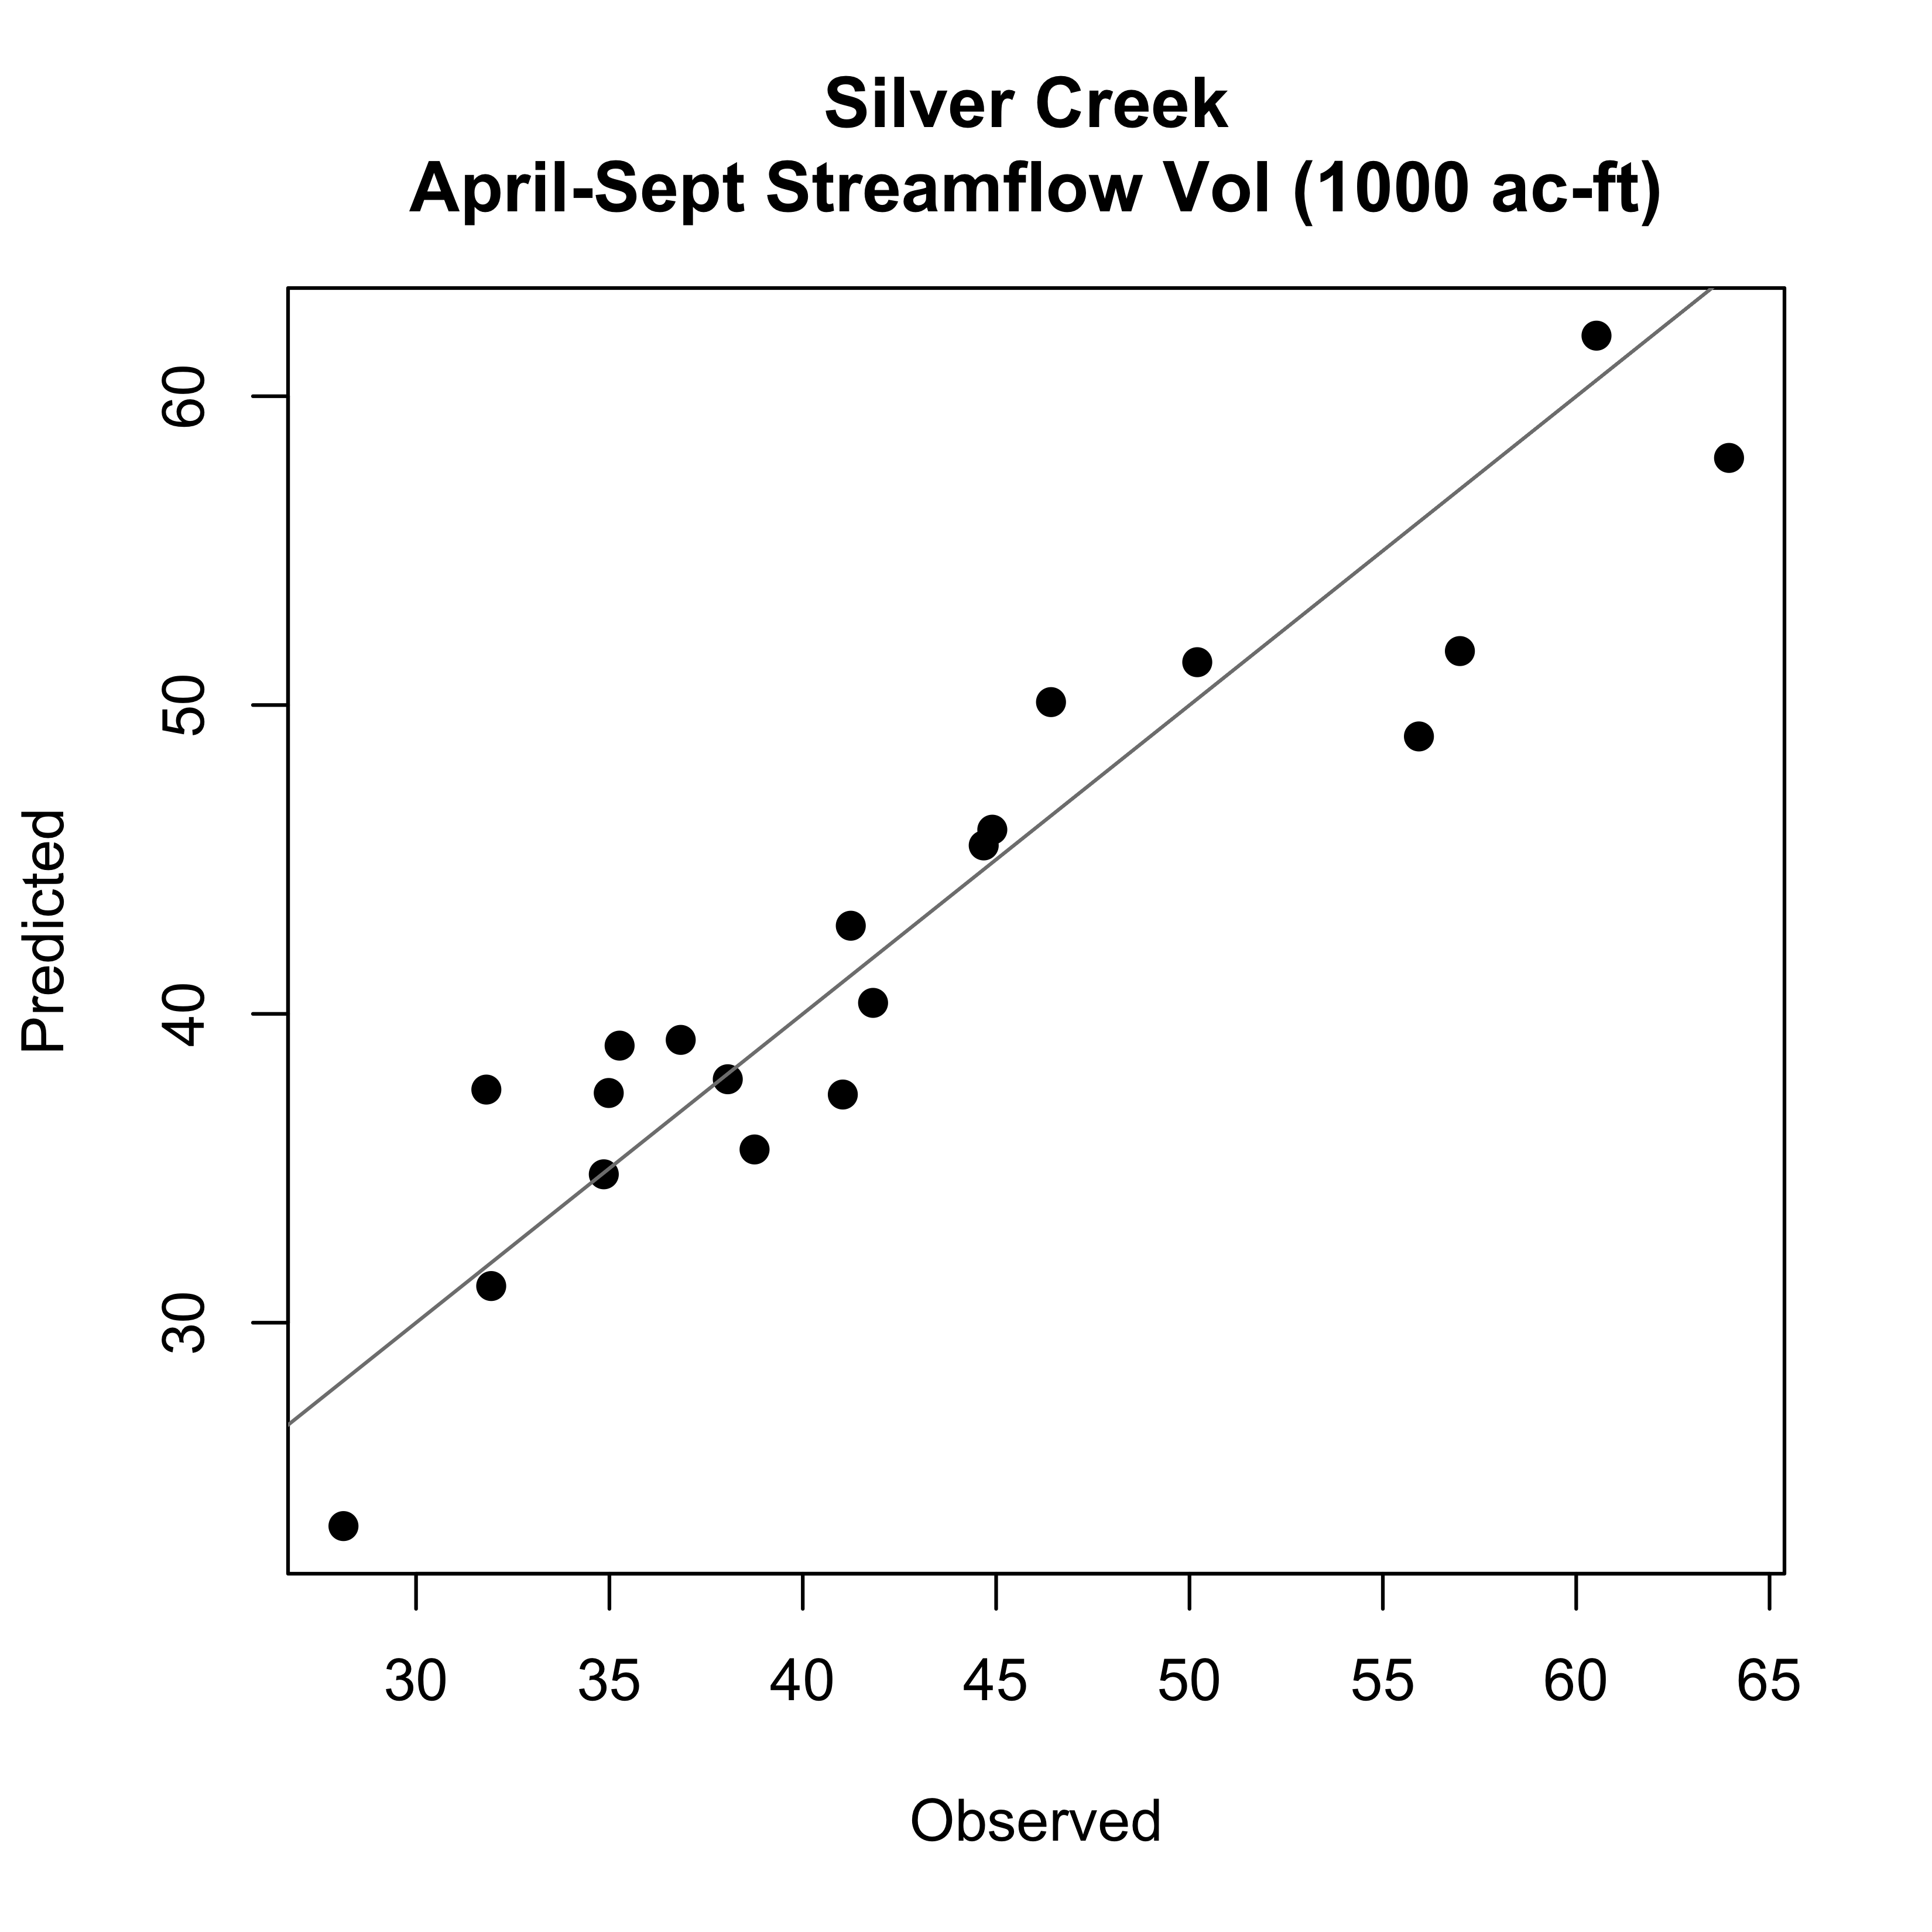 Silver Creek
April-Sept Streamflow Vol (1000 ac-ft)
Predicted
60
50
40
30
30 35 40 45 50 55 60 65
Observed